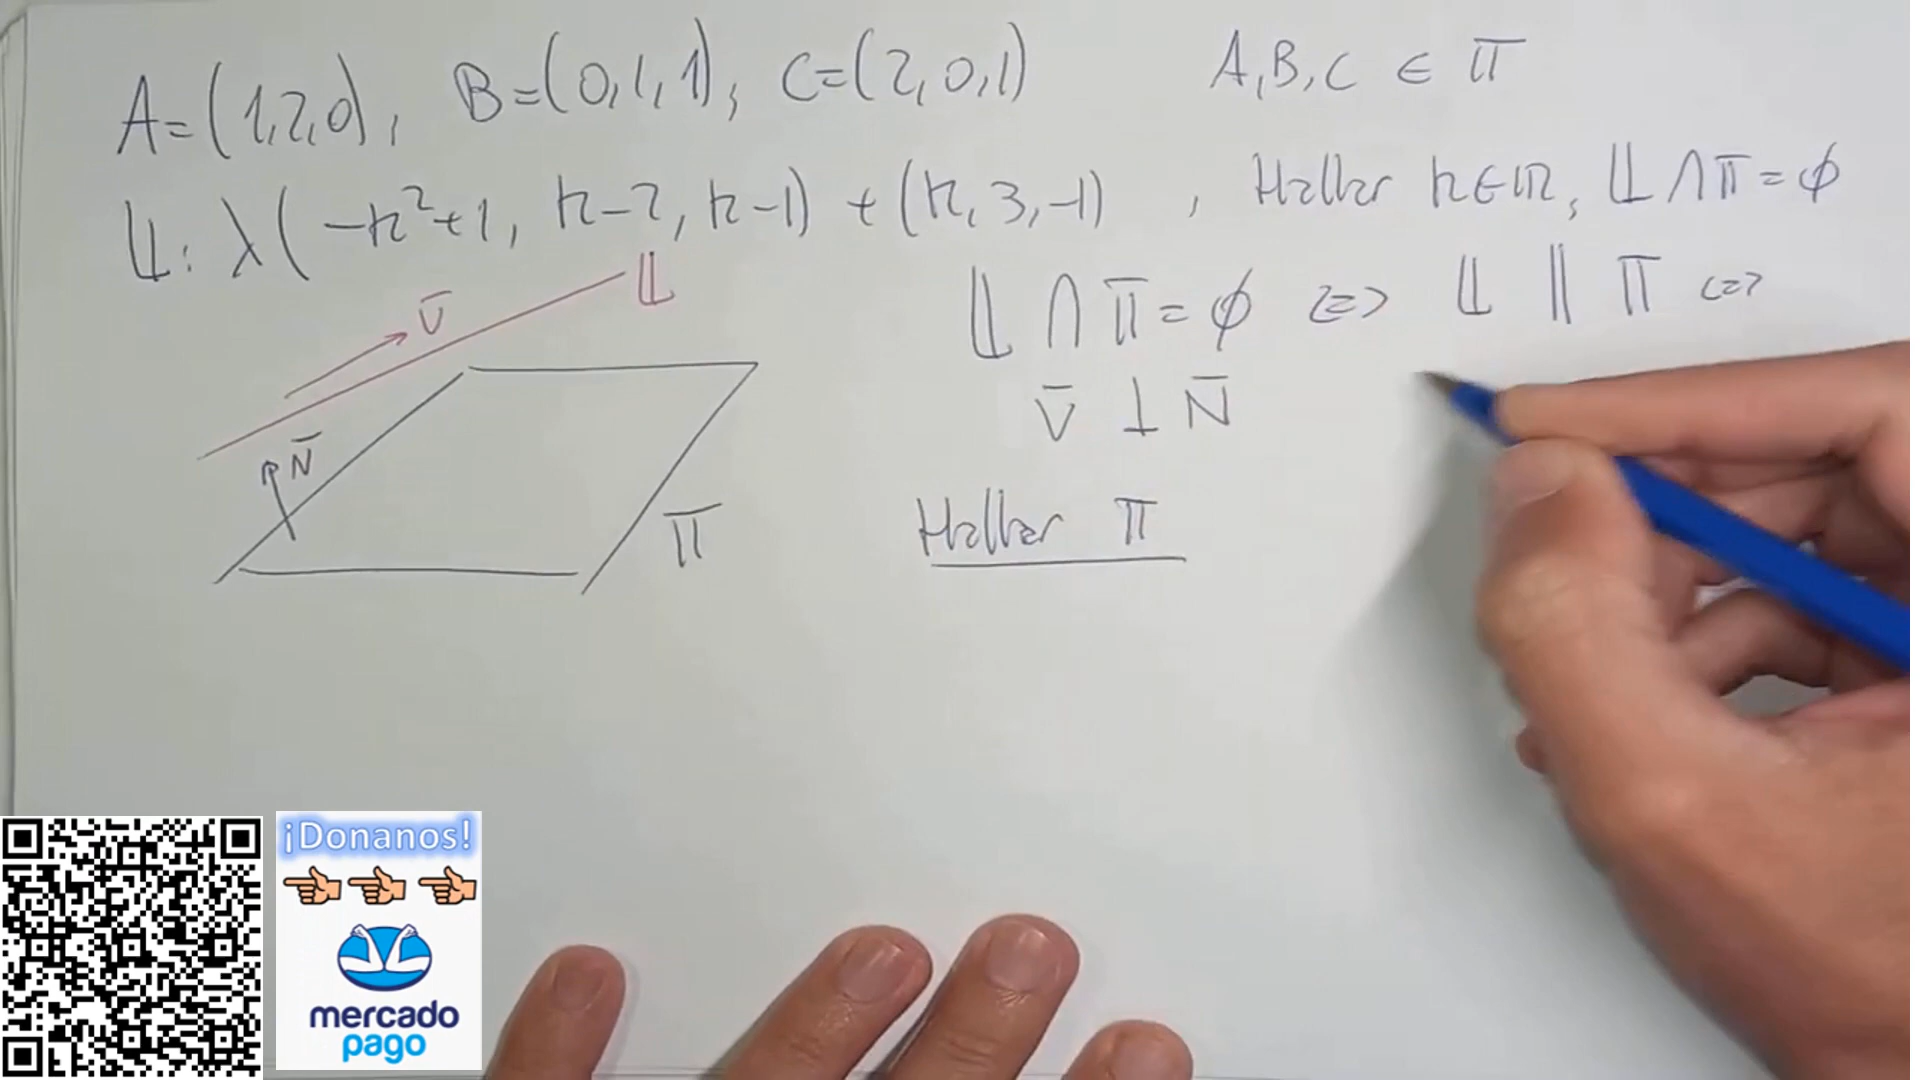 A=(1,2,0), B=(0,1,1), C=(2,0,1) A,B,C ∈ π
𝕃: λ(-k²+1, k-2, k-1) + (k,3,-1) , Hallar k∈ℝ, 𝕃∩π=ϕ
V̄ 𝕃
N̄
π
𝕃 ∩ π = ϕ <=> 𝕃 || π <=>
V̄ ⊥ N̄
Hallar π
¡Donanos!
mercado
pago